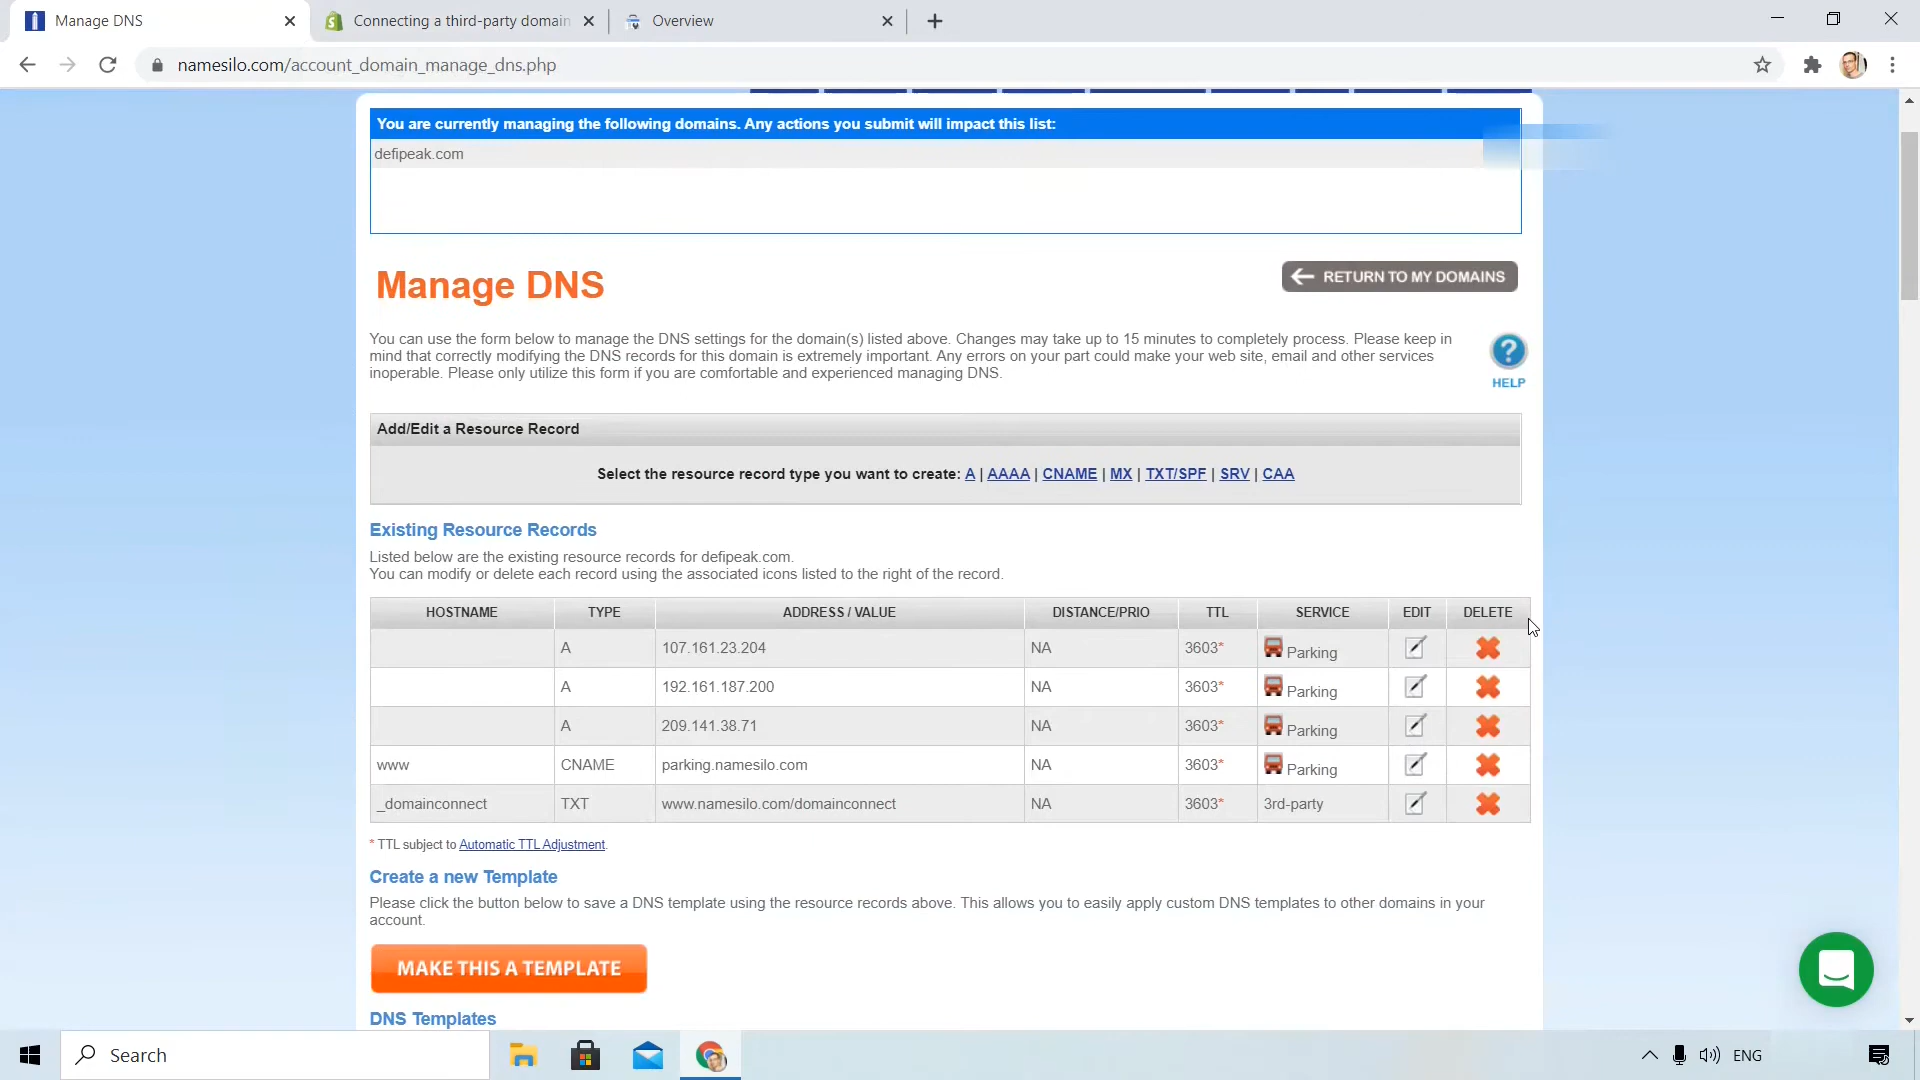 Manage DNS
Connecting a third-party domain
Overview
namesilo.com/account_domain_manage_dns.php
You are currently managing the following domains. Any actions you submit will impact this list:
defipeak.com
Manage DNS
RETURN TO MY DOMAINS
You can use the form below to manage the DNS settings for the domain(s) listed above. Changes may take up to 15 minutes to completely process. Please keep in
mind that correctly modifying the DNS records for this domain is extremely important. Any errors on your part could make your web site, email and other services
inoperable. Please only utilize this form if you are comfortable and experienced managing DNS.
?
HELP
Add/Edit a Resource Record
Select the resource record type you want to create: A | AAAA | CNAME | MX | TXT/SPF | SRV | CAA
Existing Resource Records
Listed below are the existing resource records for defipeak.com.
You can modify or delete each record using the associated icons listed to the right of the record.
HOSTNAME TYPE ADDRESS / VALUE DISTANCE/PRIO TTL SERVICE EDIT DELETE
A 107.161.23.204 NA 3603* Parking
A 192.161.187.200 NA 3603* Parking
A 209.141.38.71 NA 3603* Parking
www CNAME parking.namesilo.com NA 3603* Parking
_domainconnect TXT www.namesilo.com/domainconnect NA 3603* 3rd-party
* TTL subject to Automatic TTL Adjustment.
Create a new Template
Please click the button below to save a DNS template using the resource records above. This allows you to easily apply custom DNS templates to other domains in your
account.
MAKE THIS A TEMPLATE
DNS Templates
Search
ENG